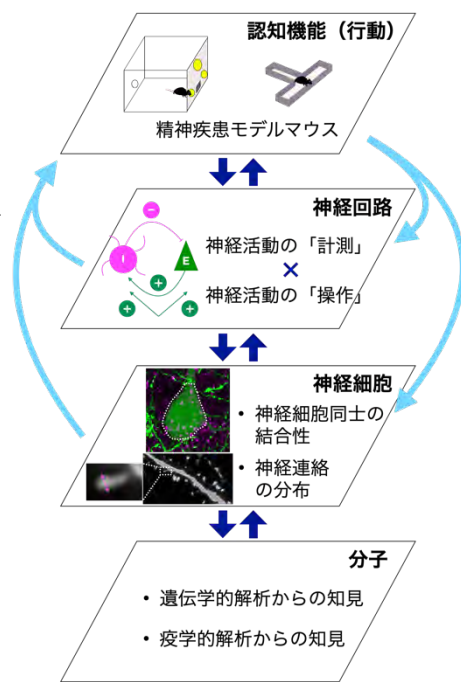 認知機能（行動）
精神疾患モデルマウス
神経回路
−
I
E
神経活動の「計測」
×
神経活動の「操作」
+
+
+
神経細胞
• 神経細胞同士の
結合性
• 神経連絡
の分布
分子
• 遺伝学的解析からの知見
• 疫学的解析からの知見